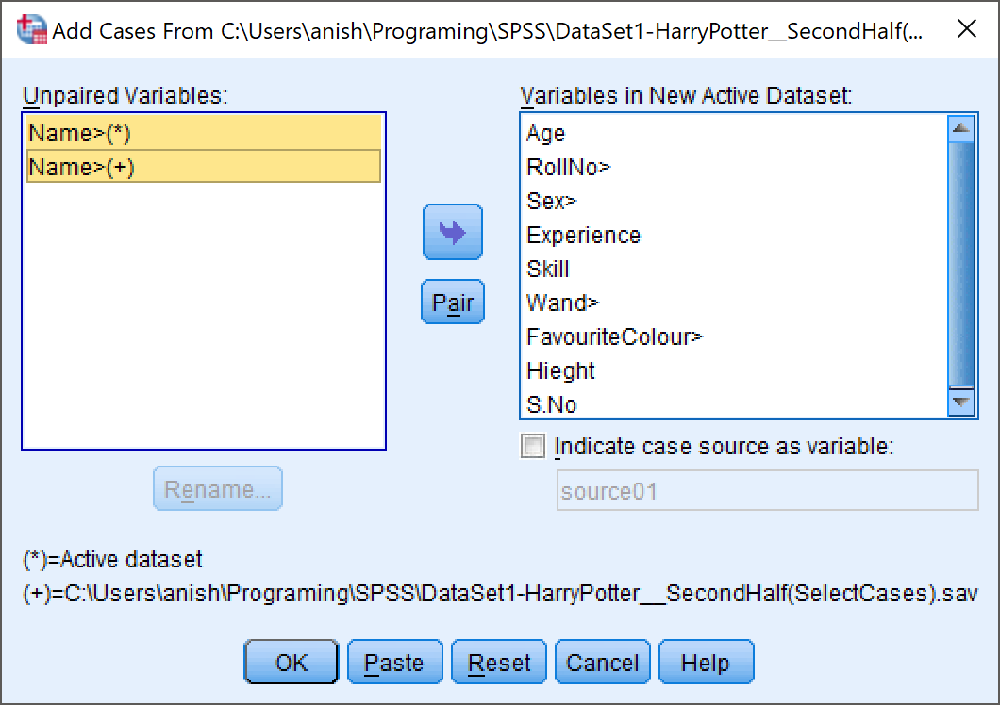 Add Cases From C:\Users\anish\Programing\SPSS\DataSet1-HarryPotter__SecondHalf(...
Unpaired Variables:
Name>(*)
Name>(+)
Pair
Rename...
Variables in New Active Dataset:
Age
RollNo>
Sex>
Experience
Skill
Wand>
FavouriteColour>
Hieght
S.No
Indicate case source as variable:
source01
(*)=Active dataset
(+)=C:\Users\anish\Programing\SPSS\DataSet1-HarryPotter__SecondHalf(SelectCases).sav
OK Paste Reset Cancel Help